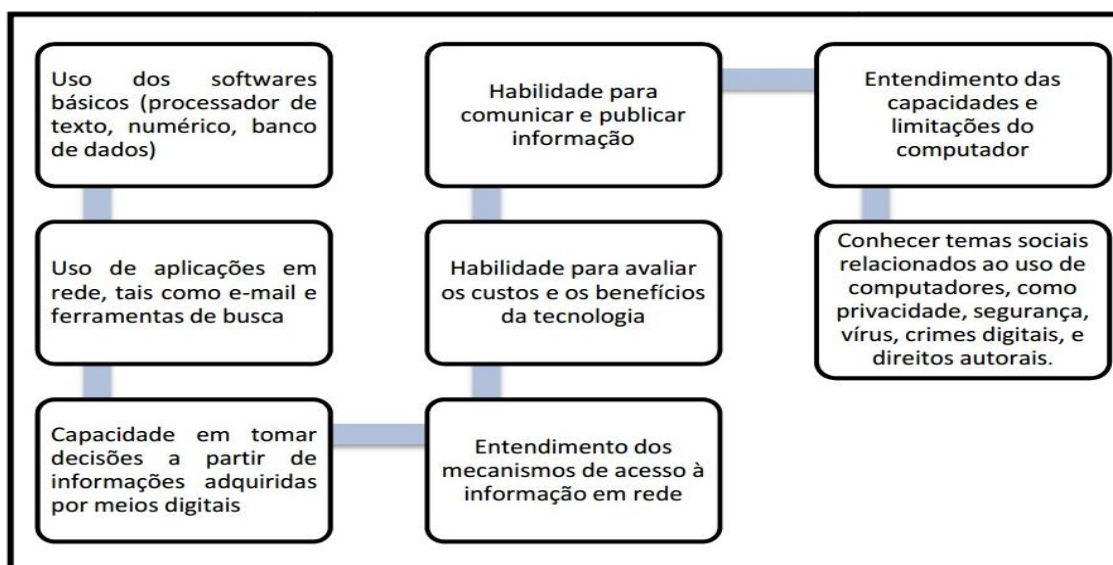 Uso dos softwares
básicos (processador de
texto, numérico, banco
de dados)
Uso de aplicações em
rede, tais como e-mail e
ferramentas de busca
Capacidade em tomar
decisões a partir de
informações adquiridas
por meios digitais
Entendimento dos
mecanismos de acesso à
informação em rede
Habilidade para avaliar
os custos e os benefícios
da tecnologia
Habilidade para
comunicar e publicar
informação
Entendimento das
capacidades e
limitações do
computador
Conhecer temas sociais
relacionados ao uso de
computadores, como
privacidade, segurança,
vírus, crimes digitais, e
direitos autorais.